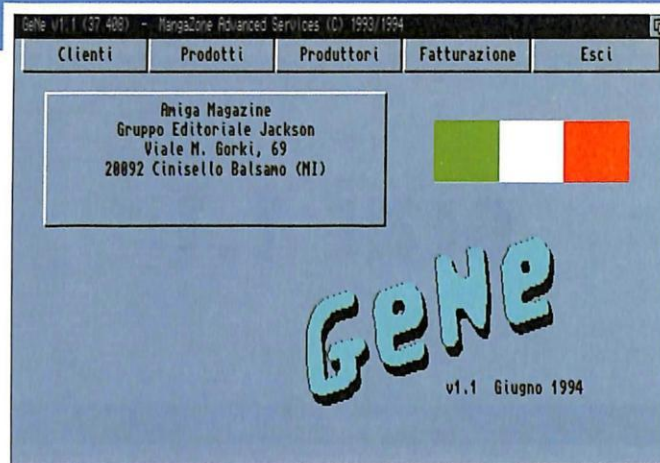 GeNe v1.1 (37.408) - MangaZone Advanced Services (C) 1993/1994
Clienti Prodotti Produttori Fatturazione Esci
Amiga Magazine
Gruppo Editoriale Jackson
Viale M. Gorki, 69
20092 Cinisello Balsamo (MI)
GeNe
v1.1 Giugno 1994